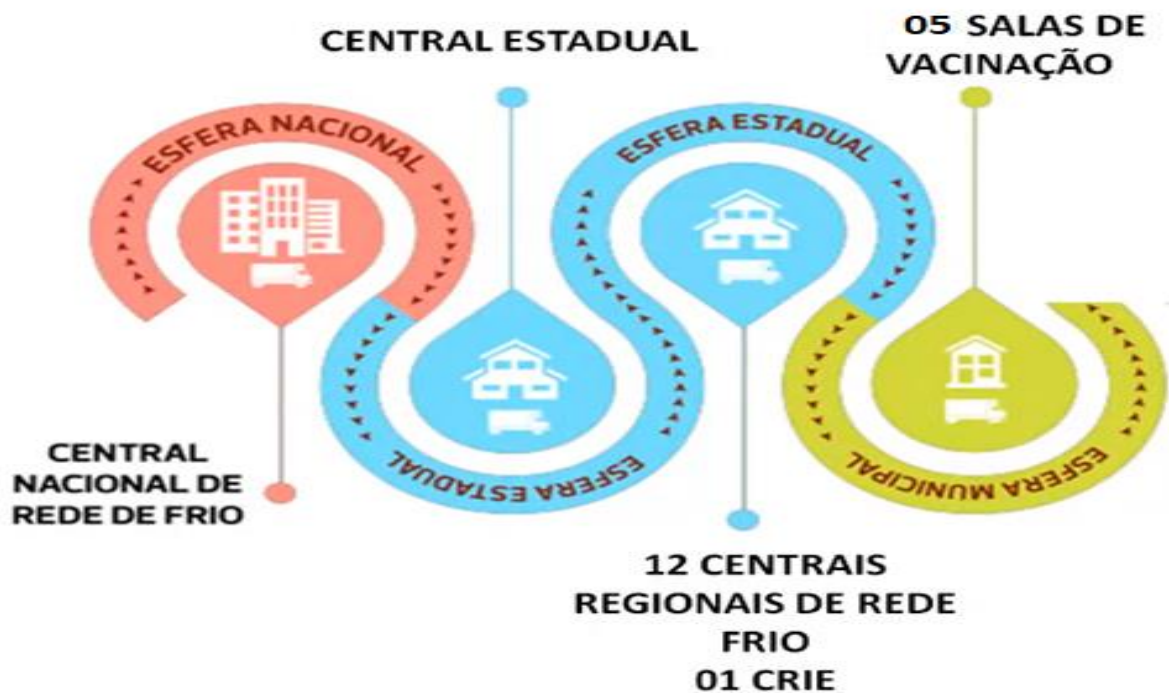 CENTRAL ESTADUAL
05 SALAS DE
VACINAÇÃO
ESFERA NACIONAL
ESFERA ESTADUAL
CENTRAL
NACIONAL DE
REDE DE FRIO
ESFERA ESTADUAL
ESFERA MUNICIPAL
12 CENTRAIS
REGIONAIS DE REDE
FRIO
01 CRIE